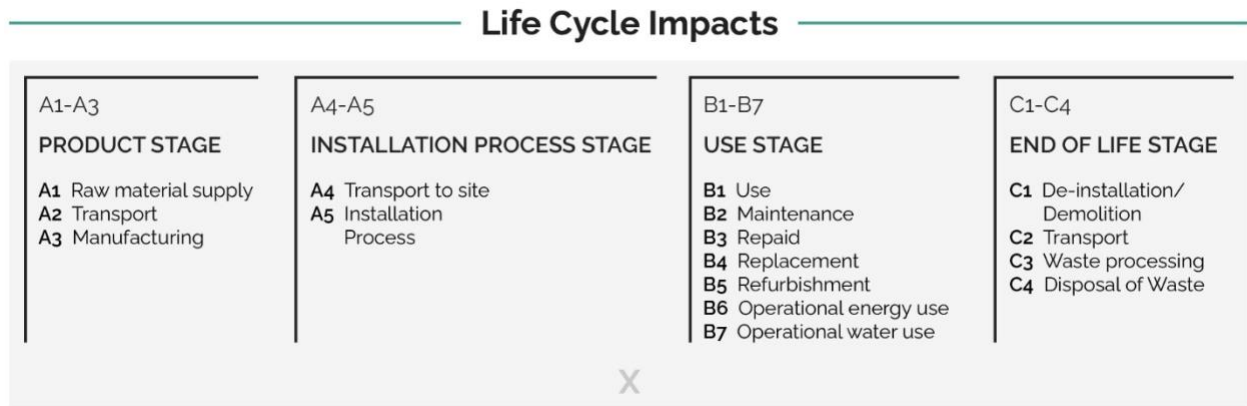 Life Cycle Impacts
A1-A3
PRODUCT STAGE
A1 Raw material supply
A2 Transport
A3 Manufacturing
A4-A5
INSTALLATION PROCESS STAGE
A4 Transport to site
A5 Installation
Process
B1-B7
USE STAGE
B1 Use
B2 Maintenance
B3 Repaid
B4 Replacement
B5 Refurbishment
B6 Operational energy use
B7 Operational water use
C1-C4
END OF LIFE STAGE
C1 De-installation/
Demolition
C2 Transport
C3 Waste processing
C4 Disposal of Waste
X